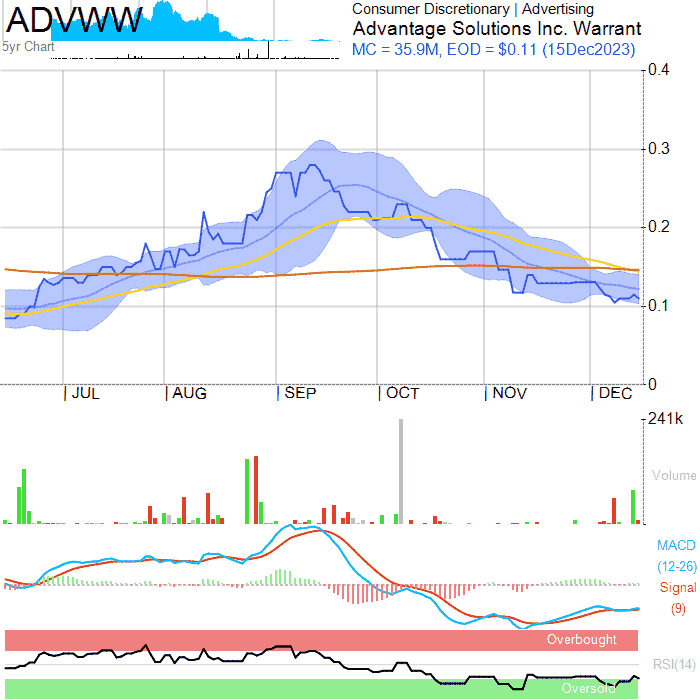 ADVWW
5yr Chart
Consumer Discretionary | Advertising
Advantage Solutions Inc. Warrant
MC = 35.9M, EOD = $0.11 (15Dec2023)
0.4
0.3
0.2
0.1
0
JUL AUG SEP OCT NOV DEC
241k
Volume
MACD
(12-26)
Signal
(9)
Overbought
RSI(14)
Oversold